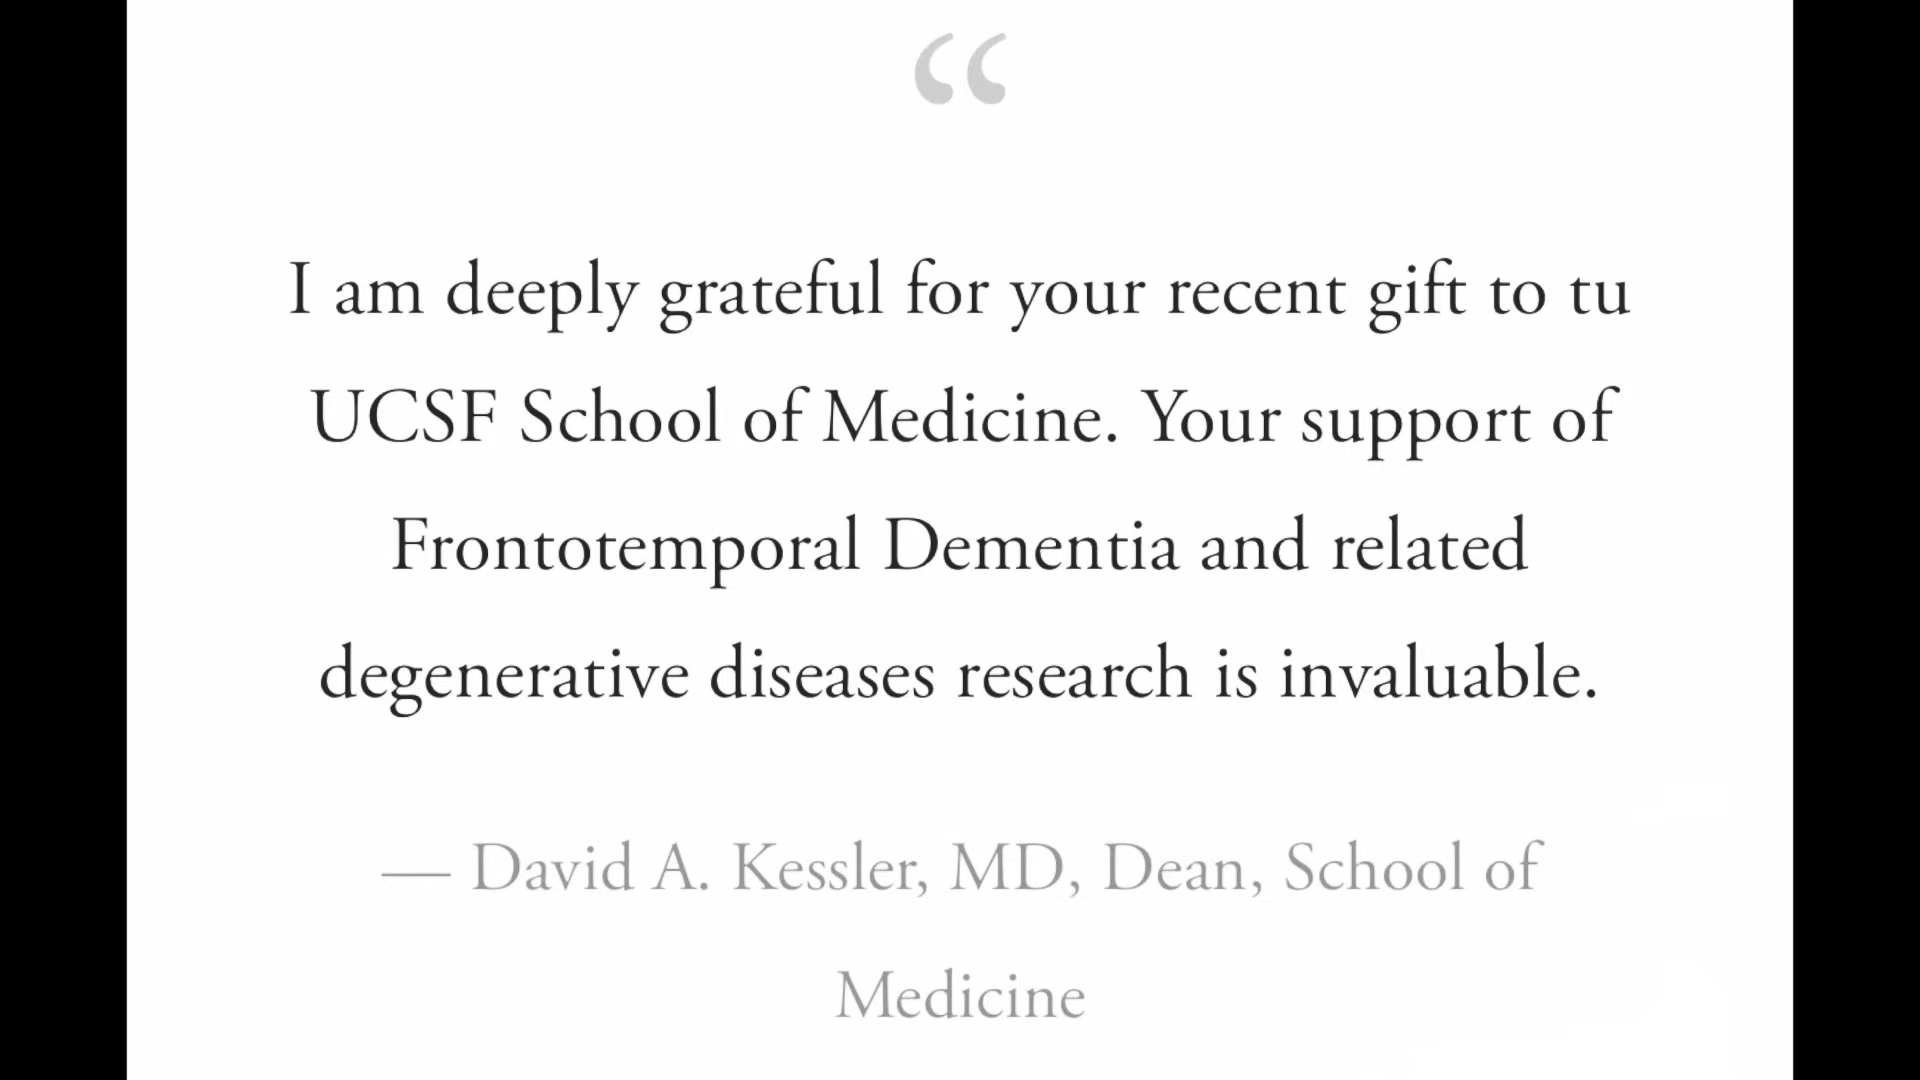 “
I am deeply grateful for your recent gift to tu
UCSF School of Medicine. Your support of
Frontotemporal Dementia and related
degenerative diseases research is invaluable.
— David A. Kessler, MD, Dean, School of
Medicine